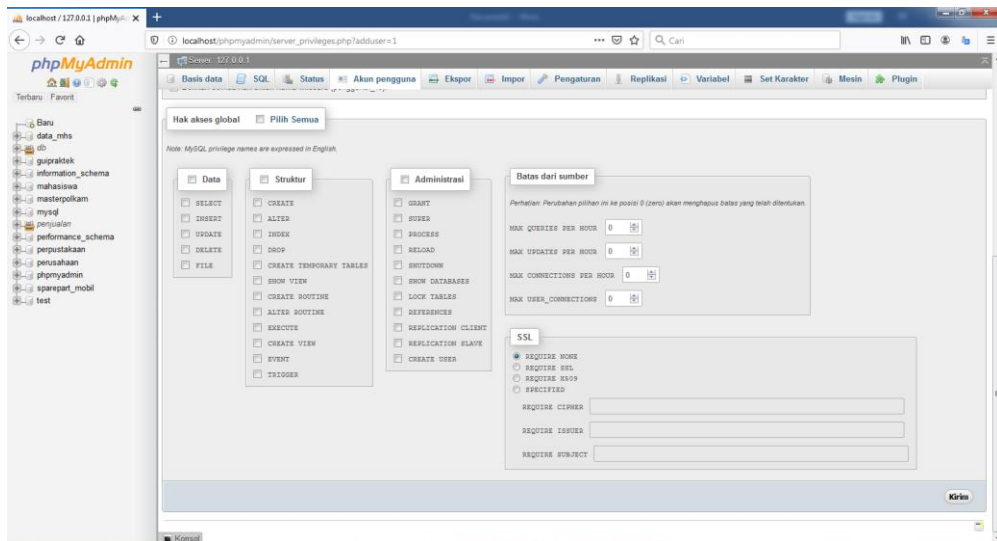 localhost / 127.0.0.1 | phpMyA
localhost/phpmyadmin/server_privileges.php?adduser=1
Cari
phpMyAdmin
Terbaru Favorit
Baru
data_mhs
db
guipraktek
information_schema
mahasiswa
masterpolkam
mysql
penjualan
performance_schema
perpustakaan
perusahaan
phpmyadmin
sparepart_mobil
test
Server: 127.0.0.1
Basis data SQL Status Akun pengguna Ekspor Impor Pengaturan Replikasi Variabel Set Karakter Mesin Plugin
Hak akses global Pilih Semua
Note: MySQL privilege names are expressed in English.
Data
SELECT
INSERT
UPDATE
DELETE
FILE
Struktur
CREATE
ALTER
INDEX
DROP
CREATE TEMPORARY TABLES
SHOW VIEW
CREATE ROUTINE
ALTER ROUTINE
EXECUTE
CREATE VIEW
EVENT
TRIGGER
Administrasi
GRANT
SUPER
PROCESS
RELOAD
SHUTDOWN
SHOW DATABASES
LOCK TABLES
REFERENCES
REPLICATION CLIENT
REPLICATION SLAVE
CREATE USER
Batas dari sumber
Perhatian: Perubahan pilihan ini ke posisi 0 (zero) akan menghapus batas yang telah ditentukan.
MAX QUERIES PER HOUR 0
MAX UPDATES PER HOUR 0
MAX CONNECTIONS PER HOUR 0
MAX USER_CONNECTIONS 0
SSL
REQUIRE NONE
REQUIRE SSL
REQUIRE X509
SPECIFIED
REQUIRE CIPHER
REQUIRE ISSUER
REQUIRE SUBJECT
Kirim
Konsol